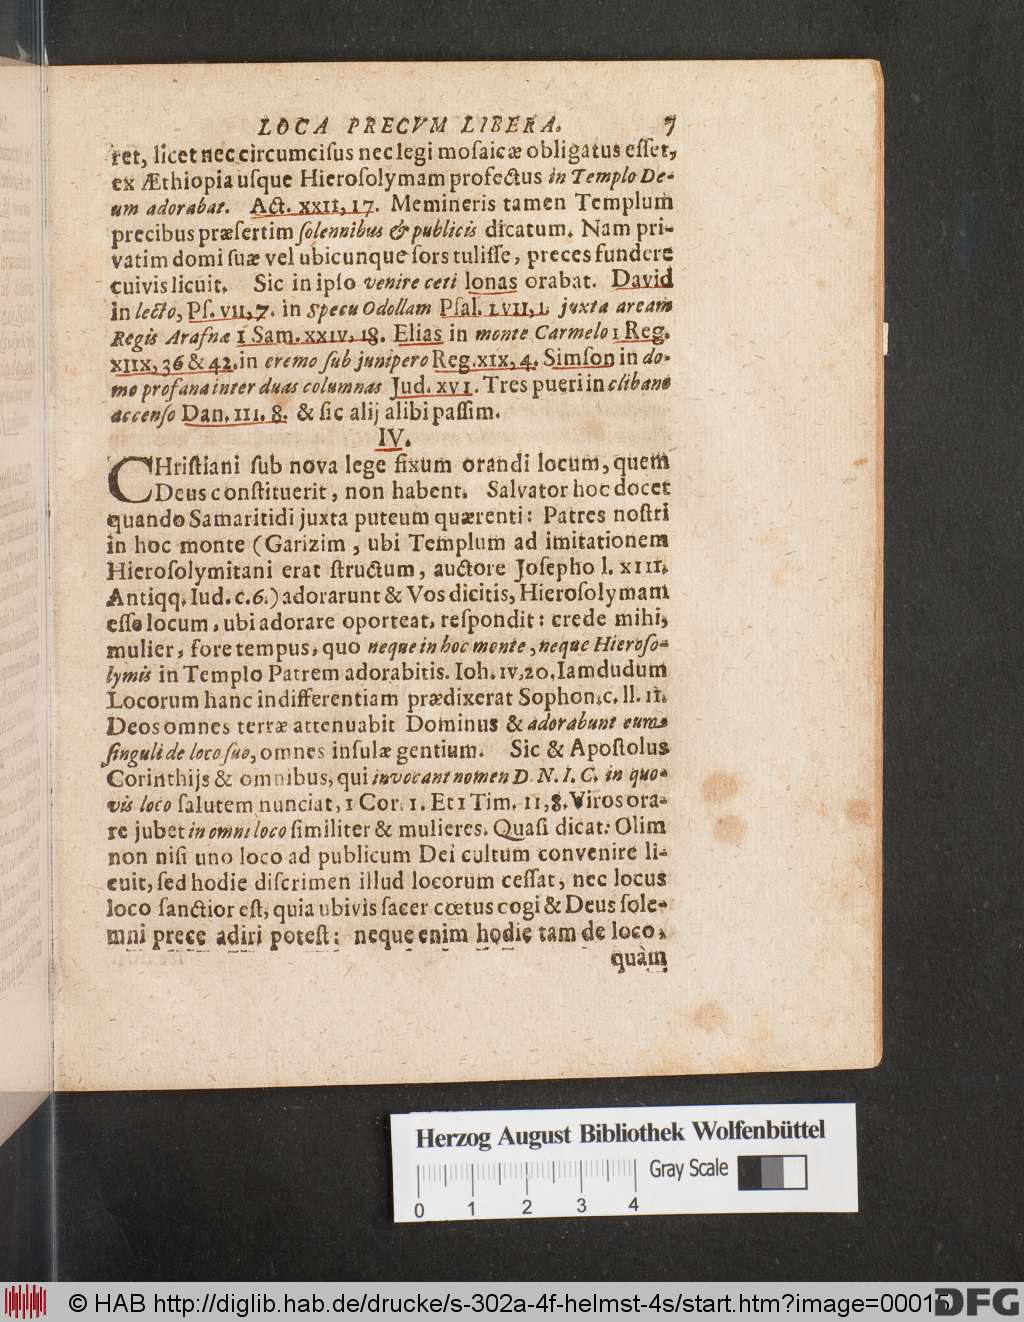 LOCA PRECVM LIBERA. 7
ret, licet nec circumcisus nec legi mosaicæ obligatus esset,
ex Æthiopia usque Hierosolymam profectus in Templo De-
um adorabat. Act. XXII, 17. Memineris tamen Templum
precibus præsertim solennibus & publicis dicatum. Nam pri-
vatim domi suæ vel ubicunque sors tulisse, preces fundere
cuivis licuit. Sic in ipso venire ceti Ionas orabat. David
in lecto, Ps. VII, 7. in Specu Odollam Psal. LVII, 1. juxta aream
Regis Arafnæ 1 Sam. XXIV. 18. Elias in monte Carmelo 1 Reg.
XIIX, 36 & 42. in eremo sub junipero Reg. XIX, 4. Simson in do-
mo profana inter duas columnas Jud. XVI. Tres pueri in clibano
accenso Dan. III. 8. & sic alij alibi passim.
IV.
CHristiani sub nova lege fixum orandi locum, quem
Deus constituerit, non habent. Salvator hoc docet
quando Samaritidi juxta puteum quærenti: Patres nostri
in hoc monte (Garizim, ubi Templum ad imitationem
Hierosolymitani erat structum, auctore Josepho l. XIII.
Antiqq. Iud. c. 6.) adorarunt & Vos dicitis, Hierosolymam
esse locum, ubi adorare oporteat, respondit: crede mihi,
mulier, fore tempus, quo neque in hoc monte, neque Hieroso-
lymis in Templo Patrem adorabitis. Ioh. IV, 20. Iamdudum
Locorum hanc indifferentiam prædixerat Sophon. c. II. 11.
Deos omnes terræ attenuabit Dominus & adorabunt eum
singuli de loco suo, omnes insulæ gentium. Sic & Apostolus
Corinthijs & omnibus, qui invocant nomen D. N. I. C. in quo-
vis loco salutem nunciat, 1 Cor. 1. Et 1 Tim. 11, 8. Viros ora-
re jubet in omni loco similiter & mulieres. Quasi dicat: Olim
non nisi uno loco ad publicum Dei cultum convenire li-
cuit, sed hodie discrimen illud locorum cessat, nec locus
loco sanctior est, quia ubivis sacer cœtus cogi & Deus sole-
mni prece adiri potest: neque enim hodie tam de loco,
quàm
Herzog August Bibliothek Wolfenbüttel
Gray Scale
0 1 2 3 4
© HAB http://diglib.hab.de/drucke/s-302a-4f-helmst-4s/start.htm?image=00015
DFG